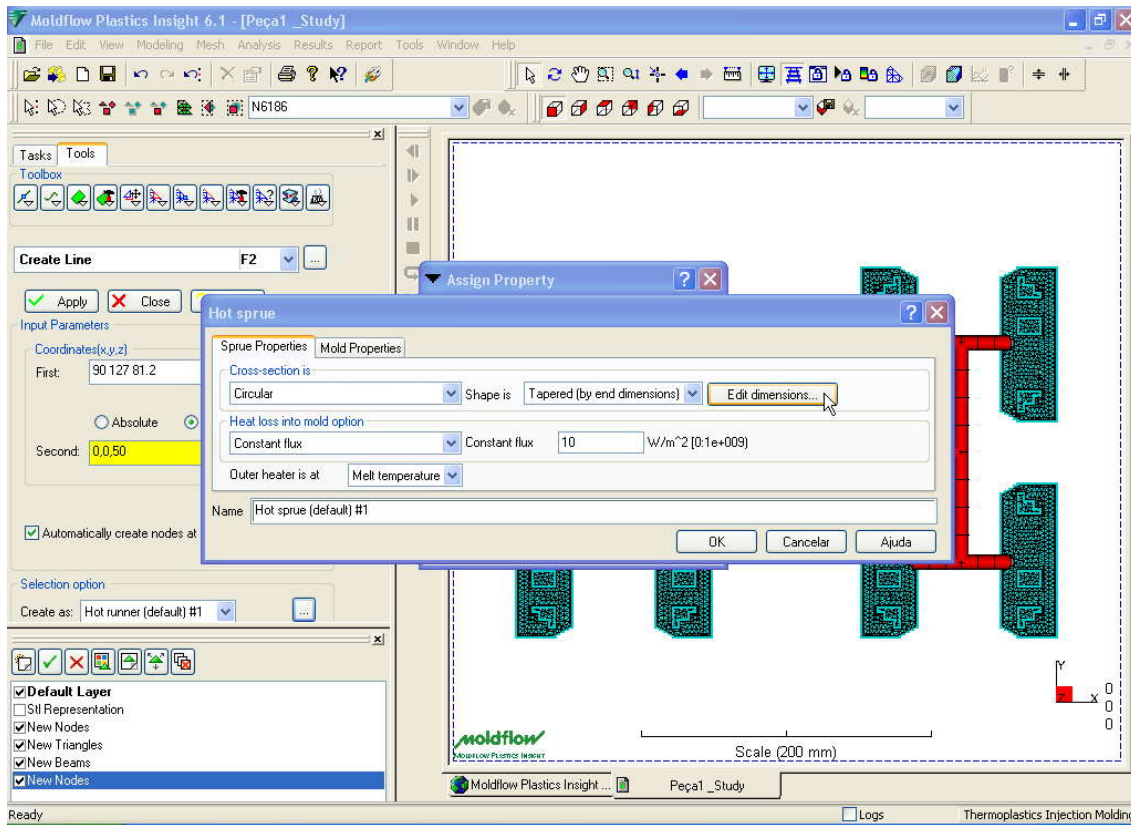 Moldflow Plastics Insight 6.1 - [Peça1 _Study]
File Edit View Modeling Mesh Analysis Results Report Tools Window Help
N6186
Tasks Tools
Toolbox
Create Line F2
Apply Close
Input Parameters
Coordinates(x,y,z)
First: 90 127 81.2
Absolute
Second: 0,0,50
Automatically create nodes at
Selection option
Create as: Hot runner (default) #1
Assign Property
Hot sprue
Sprue Properties Mold Properties
Cross-section is
Circular Shape is Tapered (by end dimensions) Edit dimensions...
Heat loss into mold option
Constant flux Constant flux 10 W/m^2 [0:1e+009)
Outer heater is at Melt temperature
Name Hot sprue (default) #1
OK Cancelar Ajuda
Default Layer
Stl Representation
New Nodes
New Triangles
New Beams
New Nodes
Y
Z X
0
0
0
moldflow
MOLDFLOW PLASTICS INSIGHT
Scale (200 mm)
Moldflow Plastics Insight ... Peça1 _Study
Ready Logs Thermoplastics Injection Molding